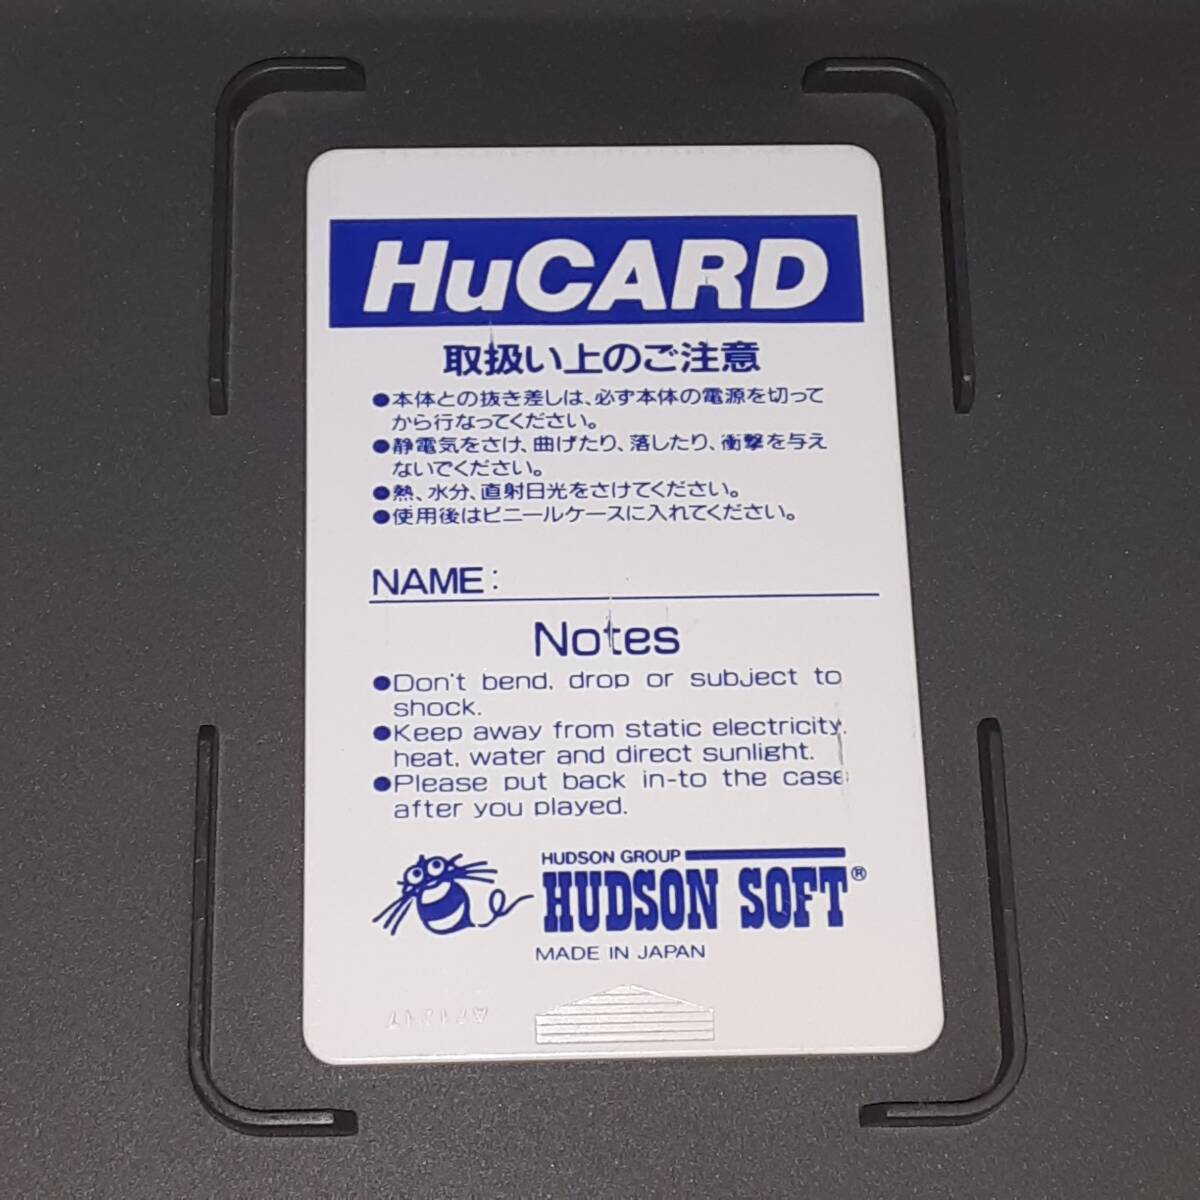 HuCARD
取扱い上のご注意
●本体との抜き差しは、必ず本体の電源を切って
から行なってください。
●静電気をさけ、曲げたり、落したり、衝撃を与え
ないでください。
●熱、水分、直射日光をさけてください。
●使用後はビニールケースに入れてください。
NAME:
Notes
●Don't bend, drop or subject to
shock.
●Keep away from static electricity,
heat, water and direct sunlight.
●Please put back in-to the case
after you played.
HUDSON GROUP
HUDSON SOFT®
MADE IN JAPAN